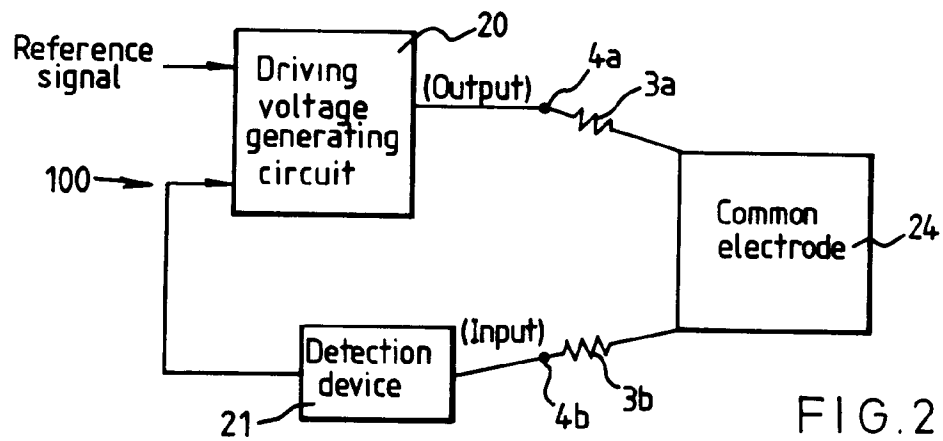 Reference
signal
20
Driving
voltage
generating
circuit
(Output)
4a
3a
100
Common
electrode
24
(Input)
Detection
device
21
4b
3b
FIG.2